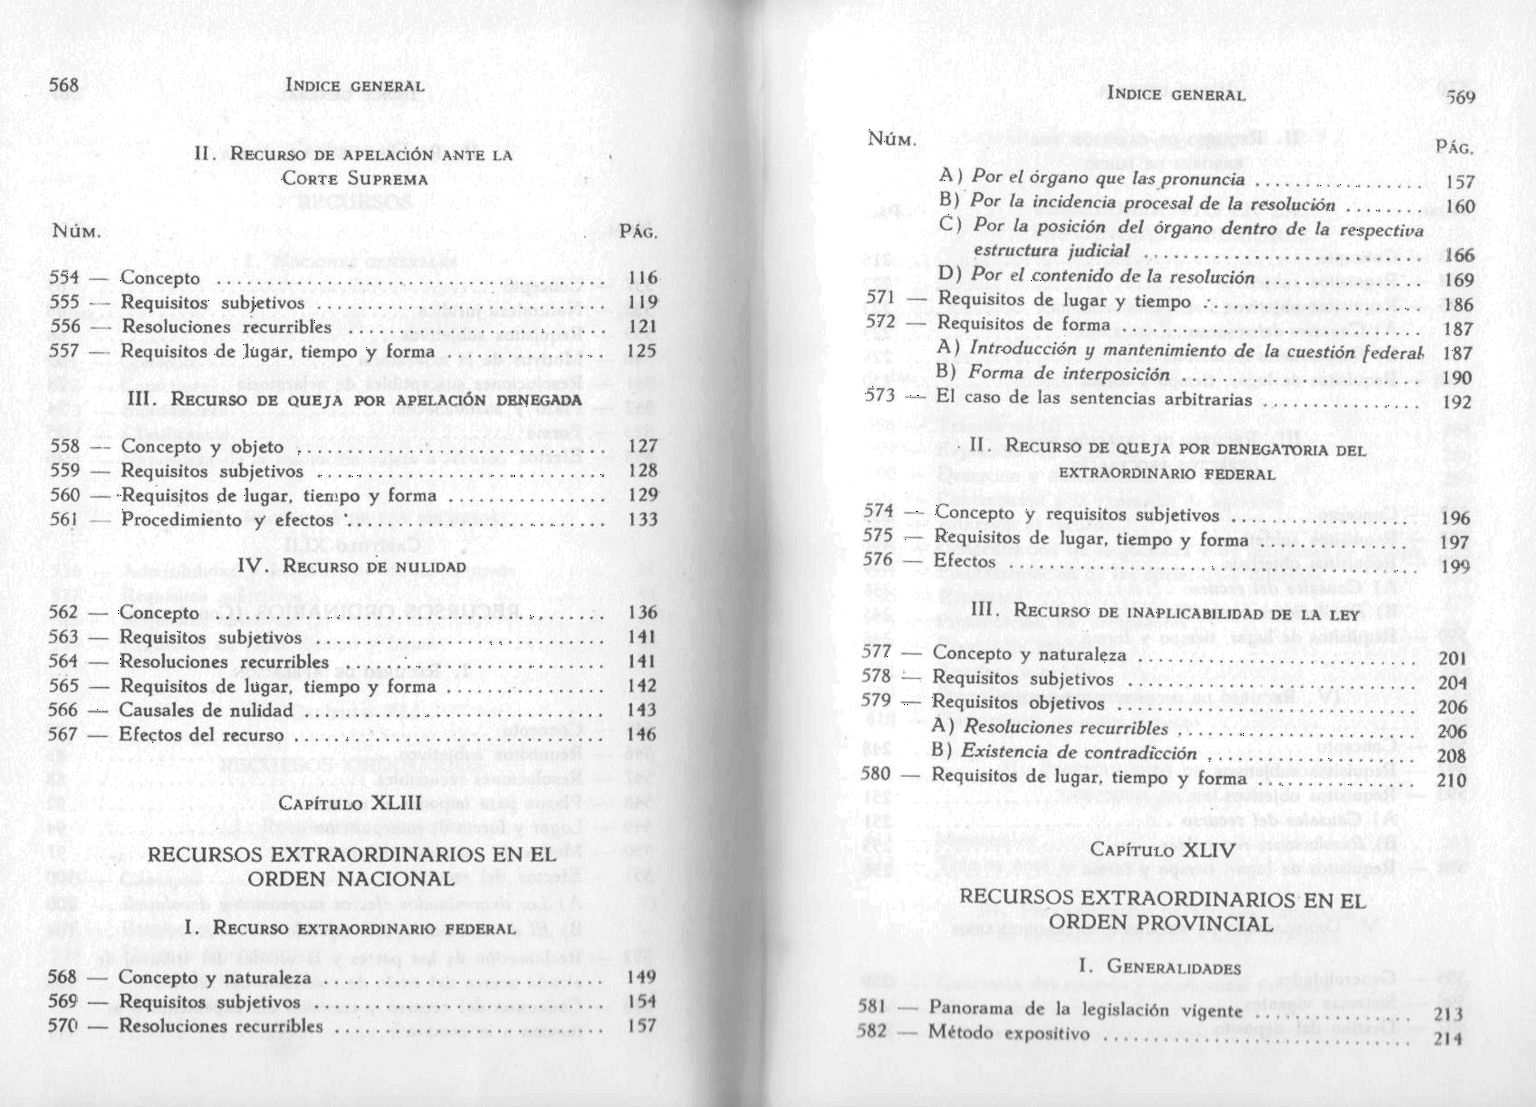 568
INDICE GENERAL
II. RECURSO DE APELACIÓN ANTE LA
CORTE SUPREMA
NÚM.
PÁG.
554 — Concepto ........ 116
555 — Requisitos subjetivos ........ 119
556 — Resoluciones recurribles ........ 121
557 — Requisitos de lugar, tiempo y forma ........ 125
III. RECURSO DE QUEJA POR APELACIÓN DENEGADA
558 — Concepto y objeto ........ 127
559 — Requisitos subjetivos ........ 128
560 — Requisitos de lugar, tiempo y forma ........ 129
561 — Procedimiento y efectos ........ 133
IV. RECURSO DE NULIDAD
562 — Concepto ........ 136
563 — Requisitos subjetivos ........ 141
564 — Resoluciones recurribles ........ 141
565 — Requisitos de lugar, tiempo y forma ........ 142
566 — Causales de nulidad ........ 143
567 — Efectos del recurso ........ 146
CAPÍTULO XLIII
RECURSOS EXTRAORDINARIOS EN EL
ORDEN NACIONAL
I. RECURSO EXTRAORDINARIO FEDERAL
568 — Concepto y naturaleza ........ 149
569 — Requisitos subjetivos ........ 154
570 — Resoluciones recurribles ........ 157
INDICE GENERAL
569
NÚM.
PÁG.
A) Por el órgano que las pronuncia ........ 157
B) Por la incidencia procesal de la resolución ........ 160
C) Por la posición del órgano dentro de la respectiva
estructura judicial ........ 166
D) Por el contenido de la resolución ........ 169
571 — Requisitos de lugar y tiempo ........ 186
572 — Requisitos de forma ........ 187
A) Introducción y mantenimiento de la cuestión federal 187
B) Forma de interposición ........ 190
573 — El caso de las sentencias arbitrarias ........ 192
II. RECURSO DE QUEJA POR DENEGATORIA DEL
EXTRAORDINARIO FEDERAL
574 — Concepto y requisitos subjetivos ........ 196
575 — Requisitos de lugar, tiempo y forma ........ 197
576 — Efectos ........ 199
III. RECURSO DE INAPLICABILIDAD DE LA LEY
577 — Concepto y naturaleza ........ 201
578 — Requisitos subjetivos ........ 204
579 — Requisitos objetivos ........ 206
A) Resoluciones recurribles ........ 206
B) Existencia de contradicción ........ 208
580 — Requisitos de lugar, tiempo y forma ........ 210
CAPÍTULO XLIV
RECURSOS EXTRAORDINARIOS EN EL
ORDEN PROVINCIAL
I. GENERALIDADES
581 — Panorama de la legislación vigente ........ 213
582 — Método expositivo ........ 214